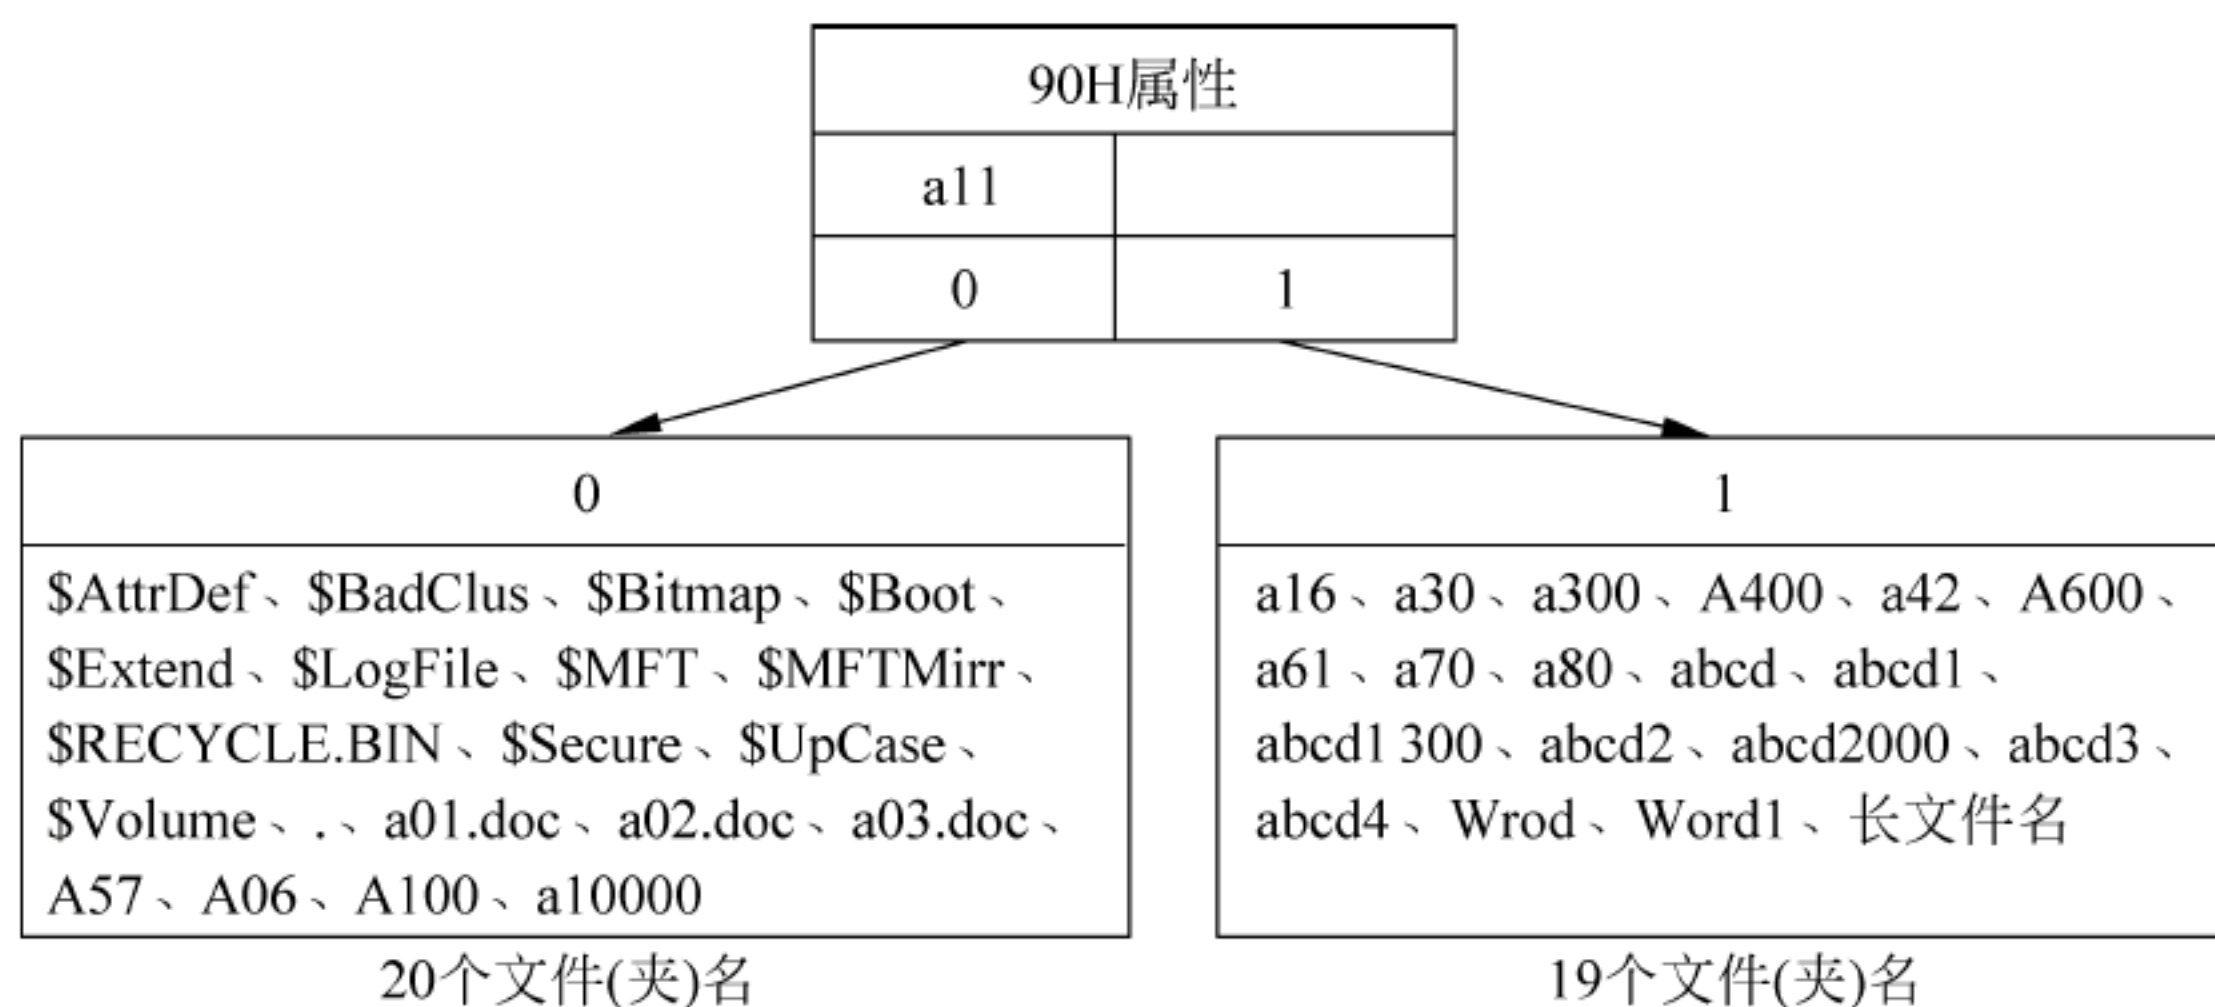 90H属性
a11
0 1
0
$AttrDef、$BadClus、$Bitmap、$Boot、
$Extend、$LogFile、$MFT、$MFTMirr、
$RECYCLE.BIN、$Secure、$UpCase、
$Volume、.、a01.doc、a02.doc、a03.doc、
A57、A06、A100、a10000
20个文件(夹)名
1
a16、a30、a300、A400、a42、A600、
a61、a70、a80、abcd、abcd1、
abcd1300、abcd2、abcd2000、abcd3、
abcd4、Wrod、Word1、长文件名
19个文件(夹)名